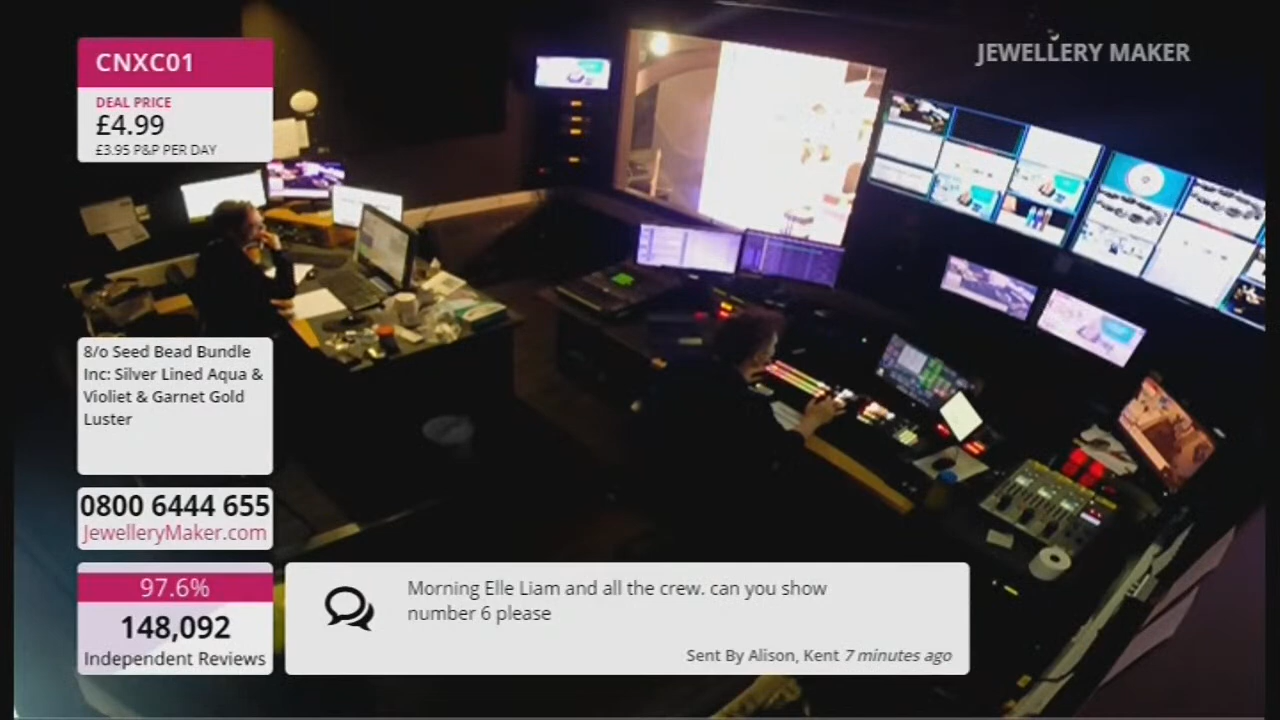 CNXC01
DEAL PRICE
£4.99
£3.95 P&P PER DAY
JEWELLERY MAKER
8/o Seed Bead Bundle
Inc: Silver Lined Aqua &
Violiet & Garnet Gold
Luster
0800 6444 655
JewelleryMaker.com
97.6%
148,092
Independent Reviews
Morning Elle Liam and all the crew. can you show
number 6 please
Sent By Alison, Kent 7 minutes ago